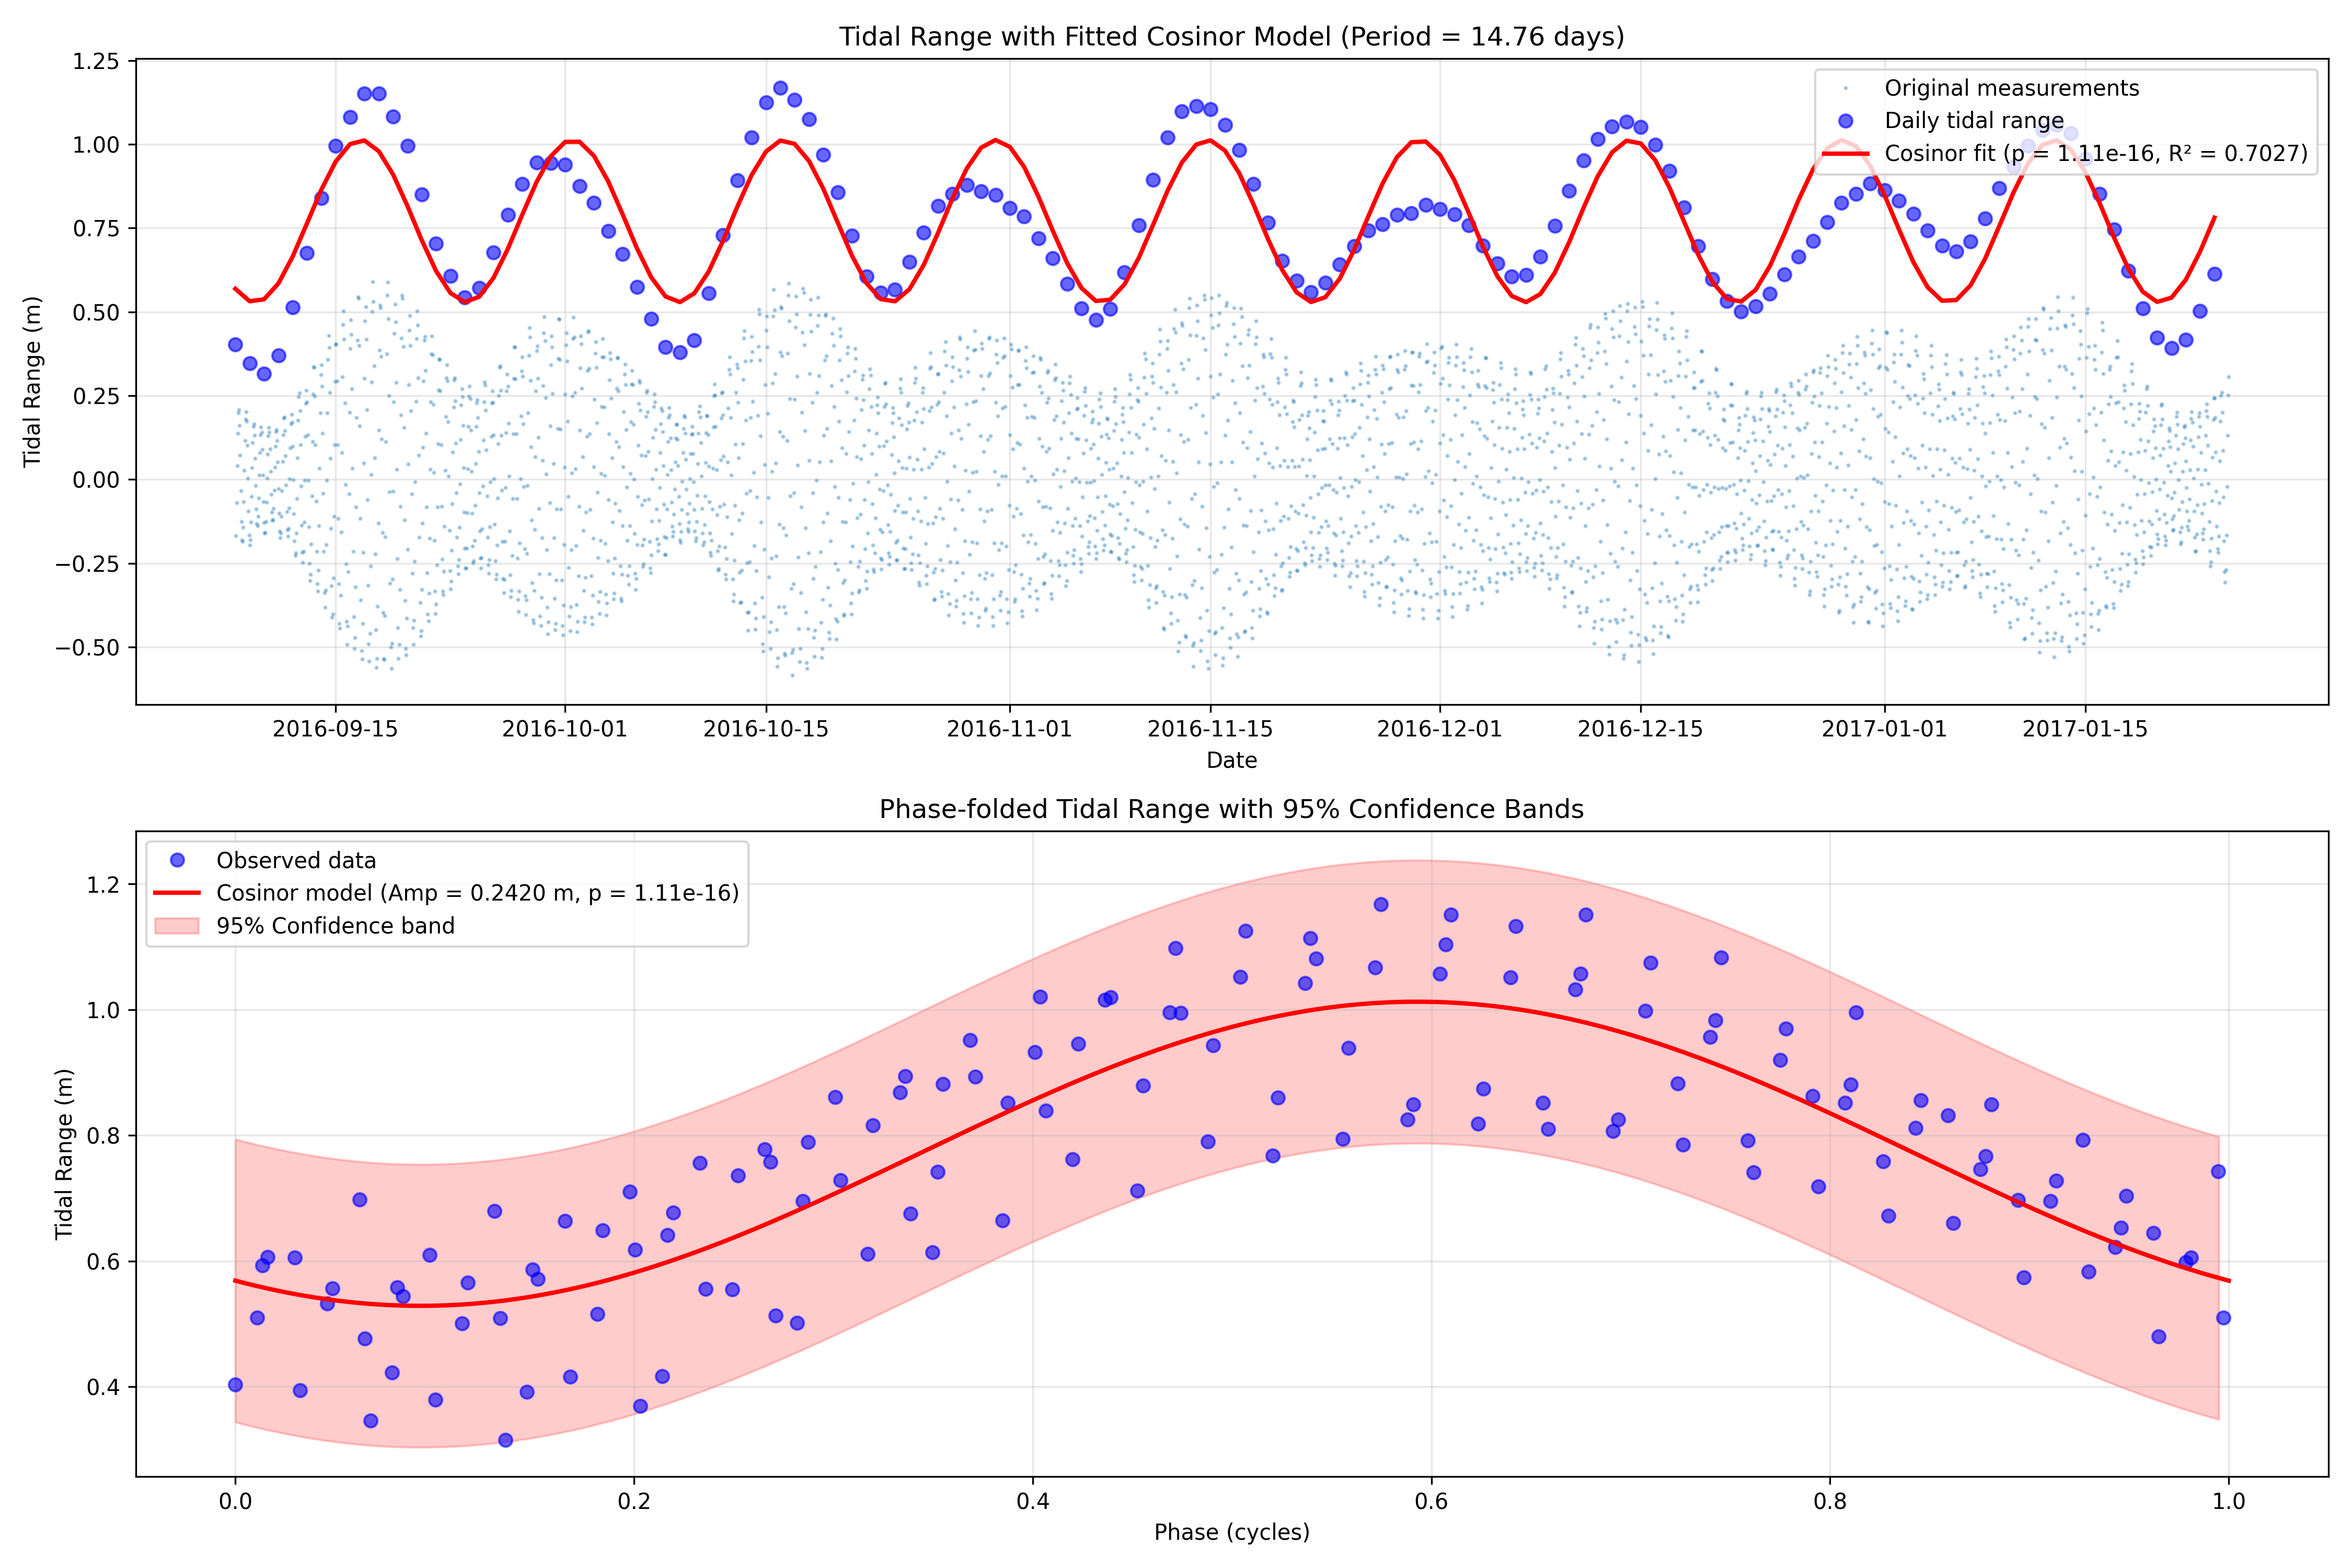 Tidal Range with Fitted Cosinor Model (Period = 14.76 days)
Tidal Range (m)
1.25
1.00
0.75
0.50
0.25
0.00
−0.25
−0.50
Original measurements
Daily tidal range
Cosinor fit (p = 1.11e-16, R² = 0.7027)
2016-09-15 2016-10-01 2016-10-15 2016-11-01 2016-11-15 2016-12-01 2016-12-15 2017-01-01 2017-01-15
Date
Phase-folded Tidal Range with 95% Confidence Bands
Tidal Range (m)
1.2
1.0
0.8
0.6
0.4
Observed data
Cosinor model (Amp = 0.2420 m, p = 1.11e-16)
95% Confidence band
0.0 0.2 0.4 0.6 0.8 1.0
Phase (cycles)